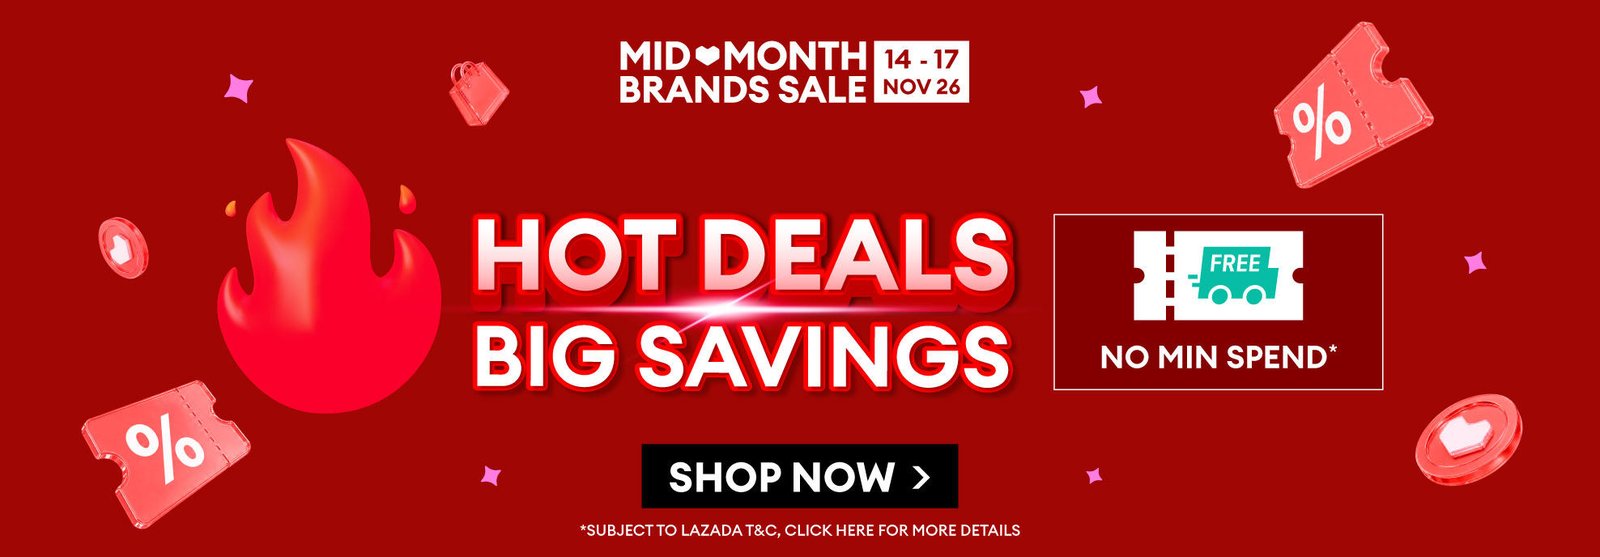 MID MONTH
BRANDS SALE
14 - 17
NOV 26
%
HOT DEALS
BIG SAVINGS
FREE
NO MIN SPEND*
%
SHOP NOW >
*SUBJECT TO LAZADA T&C, CLICK HERE FOR MORE DETAILS